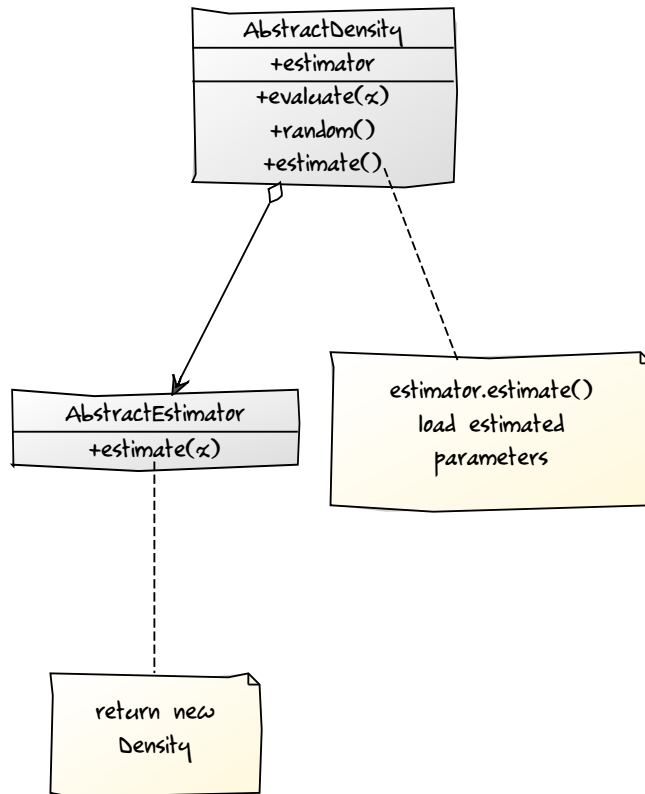 AbstractDensity
+estimator
+evaluate(x)
+random()
+estimate()
estimator.estimate()
load estimated
parameters
AbstractEstimator
+estimate(x)
return new
Density